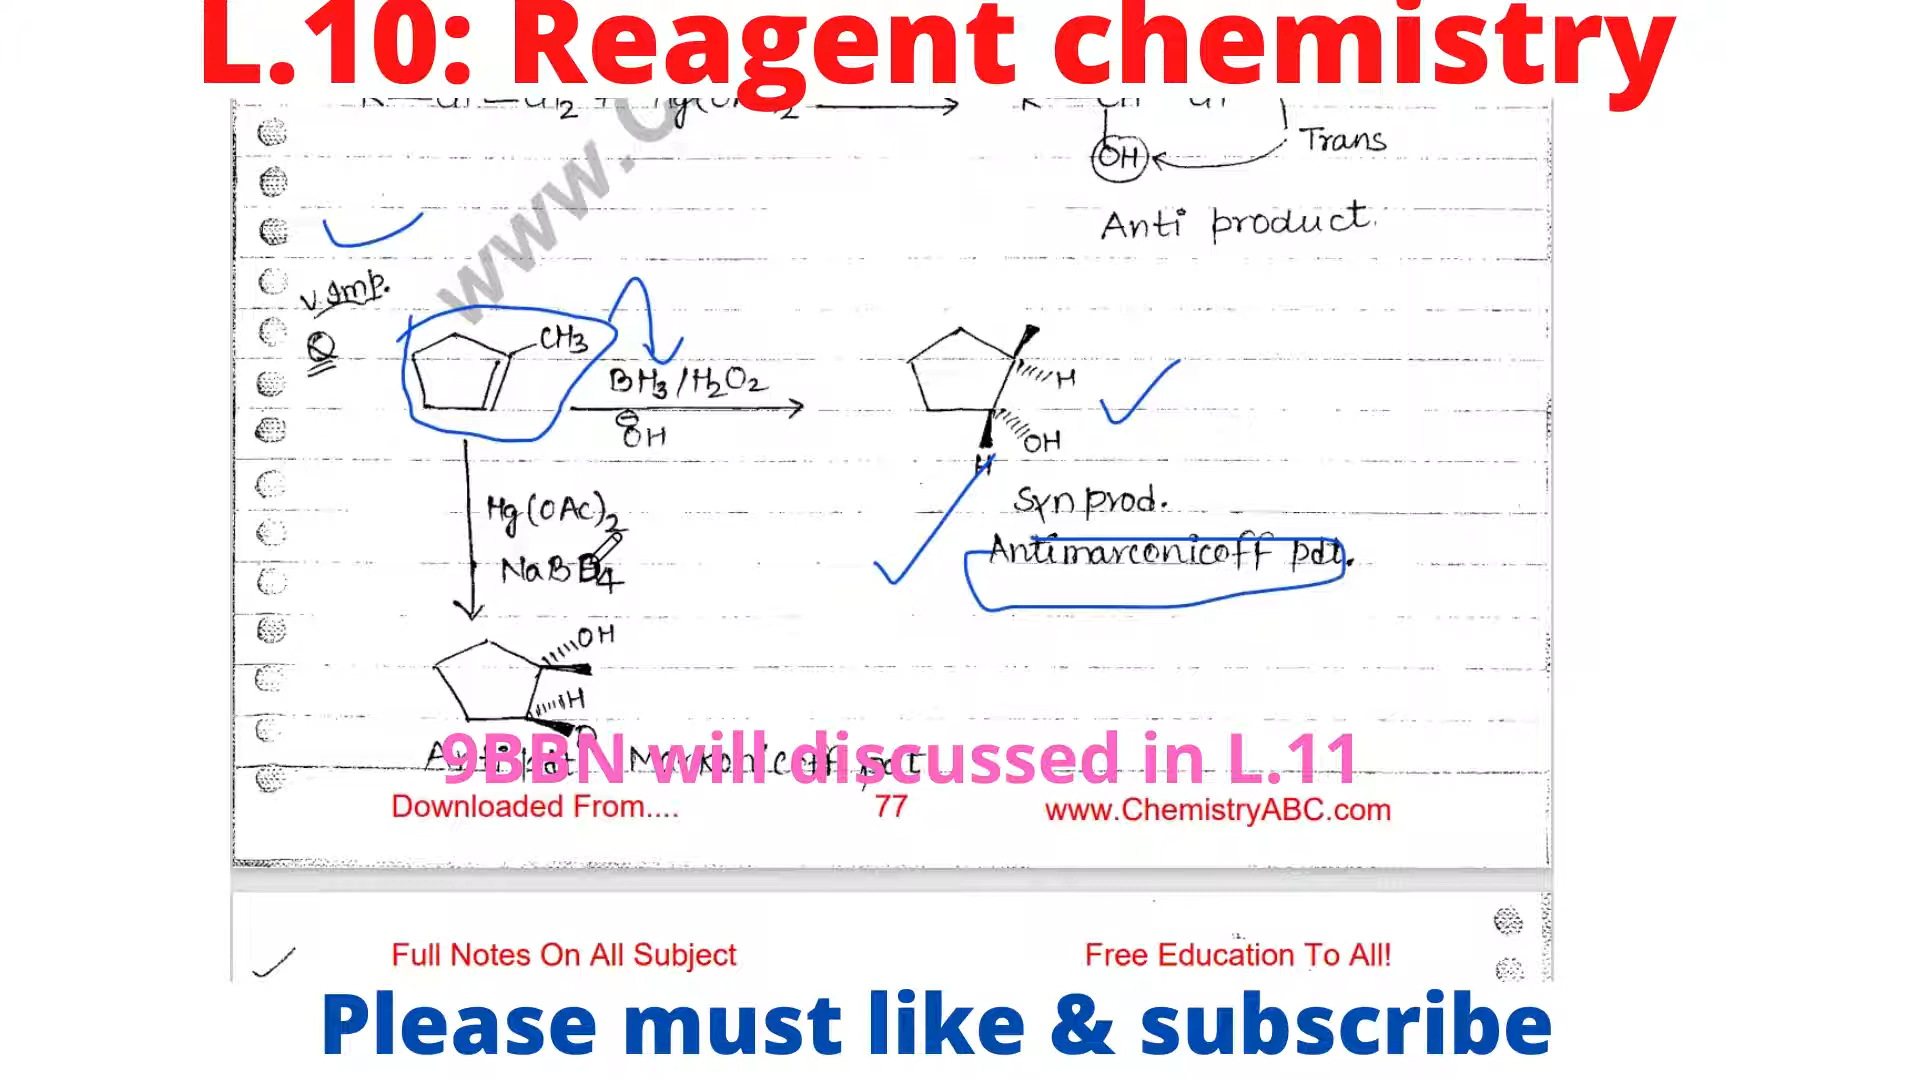 L.10: Reagent chemistry
OH
Trans
Anti product.
www.
v. Imp.
Q
CH3
BH3/H2O2
⊖OH
H
OH
H
Syn prod.
Antimarconicoff pdt.
Hg(OAc)2
NaBD4
OH
H
D
9BBN will discussed in L.11
Downloaded From.... 77 www.ChemistryABC.com
Full Notes On All Subject Free Education To All!
Please must like & subscribe